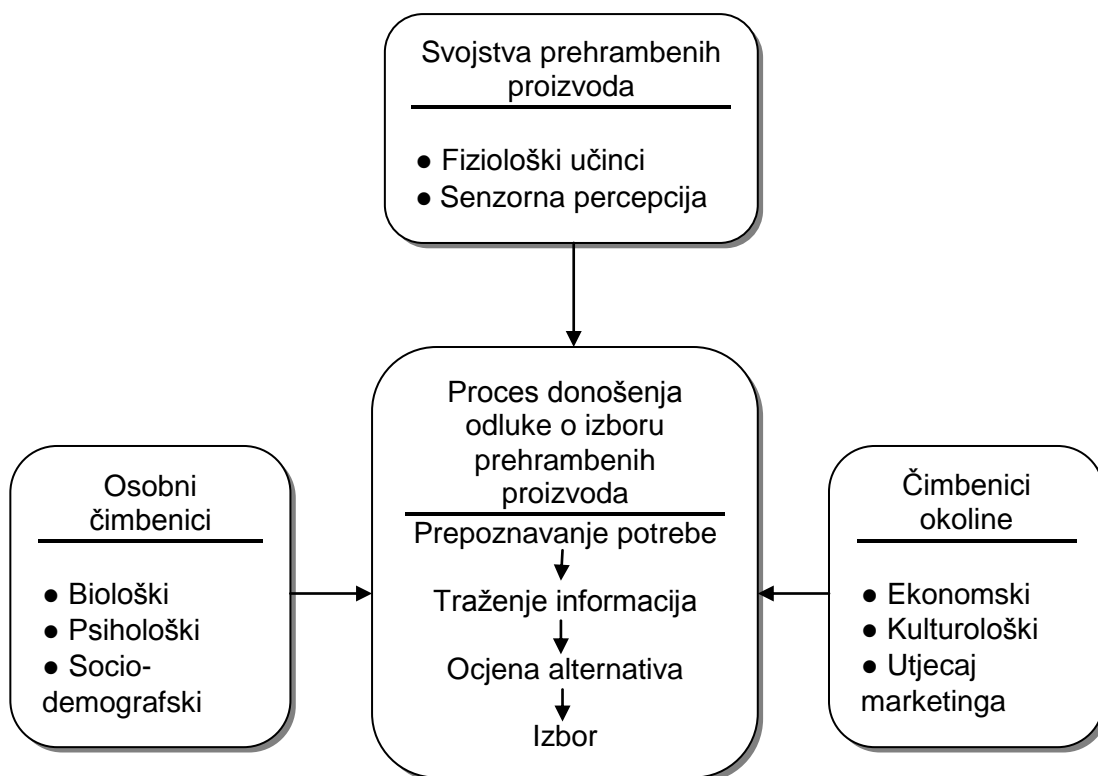 Svojstva prehrambenih
proizvoda
● Fiziološki učinci
● Senzorna percepcija
Proces donošenja
odluke o izboru
prehrambenih
proizvoda
Prepoznavanje potrebe
Traženje informacija
Ocjena alternativa
Izbor
Osobni
čimbenici
● Biološki
● Psihološki
● Socio-
demografski
Čimbenici
okoline
● Ekonomski
● Kulturološki
● Utjecaj
marketinga